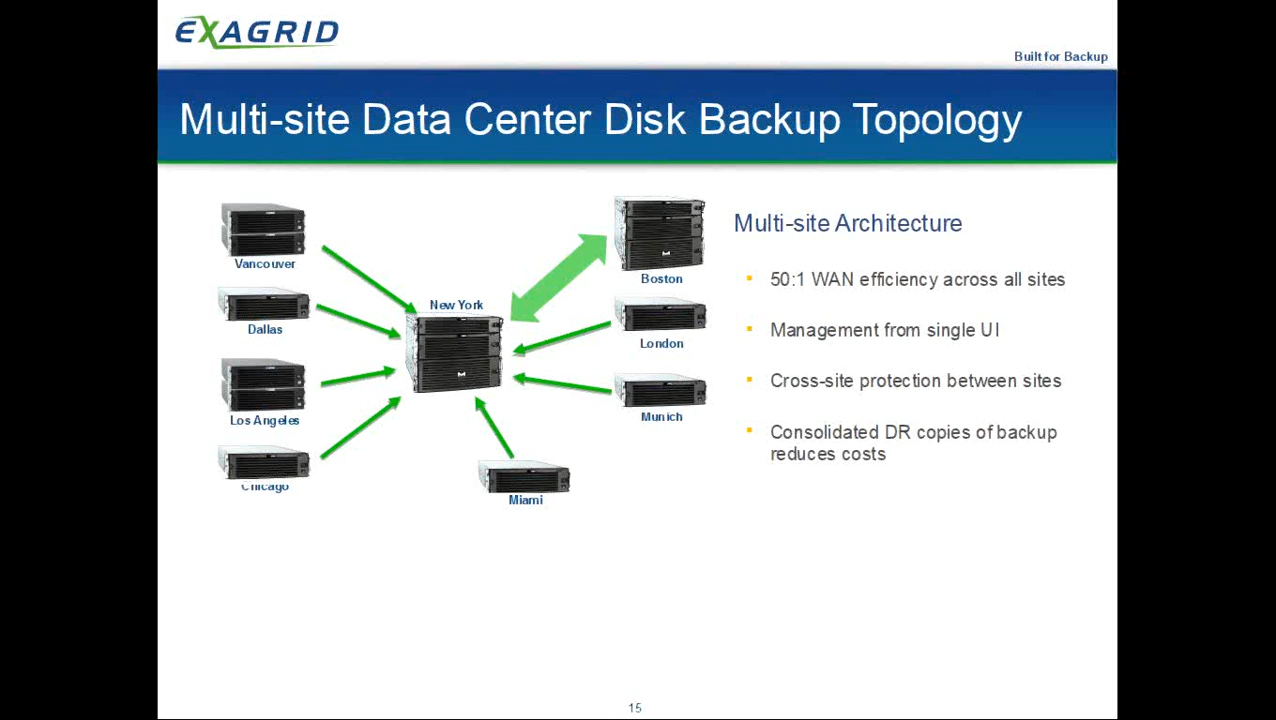 EXAGRID
Built for Backup
Multi-site Data Center Disk Backup Topology
Vancouver
Dallas
Los Angeles
Chicago
New York
Miami
Boston
London
Munich
Multi-site Architecture
50:1 WAN efficiency across all sites
Management from single UI
Cross-site protection between sites
Consolidated DR copies of backup
reduces costs
15